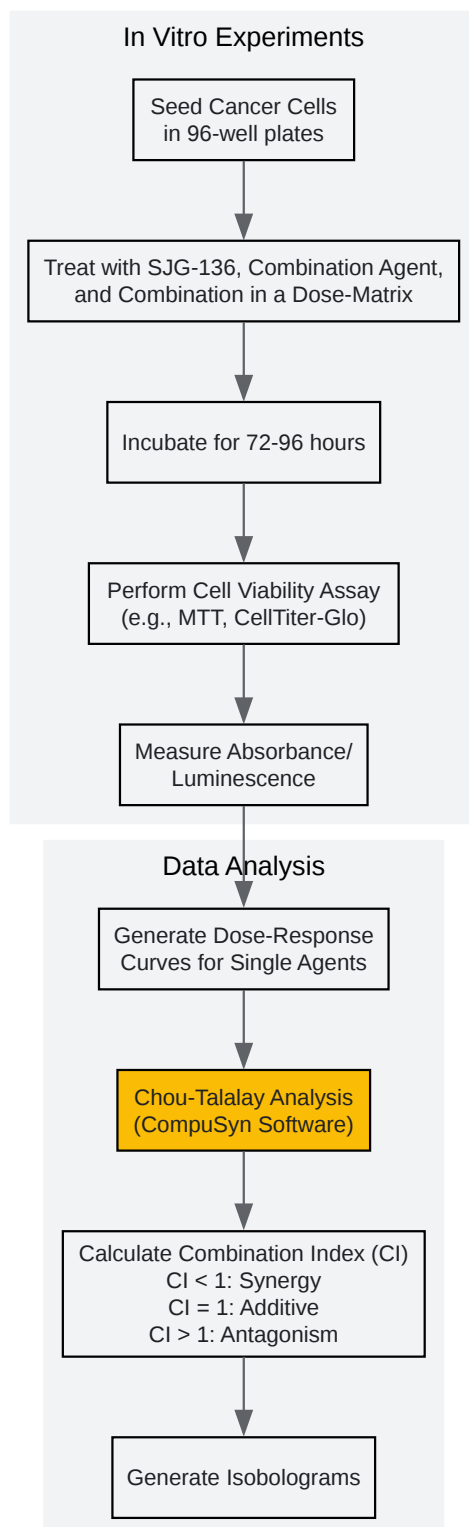 In Vitro Experiments
Seed Cancer Cells
in 96-well plates
Treat with SJG-136, Combination Agent,
and Combination in a Dose-Matrix
Incubate for 72-96 hours
Perform Cell Viability Assay
(e.g., MTT, CellTiter-Glo)
Measure Absorbance/
Luminescence
Data Analysis
Generate Dose-Response
Curves for Single Agents
Chou-Talalay Analysis
(CompuSyn Software)
Calculate Combination Index (CI)
CI < 1: Synergy
CI = 1: Additive
CI > 1: Antagonism
Generate Isobolograms